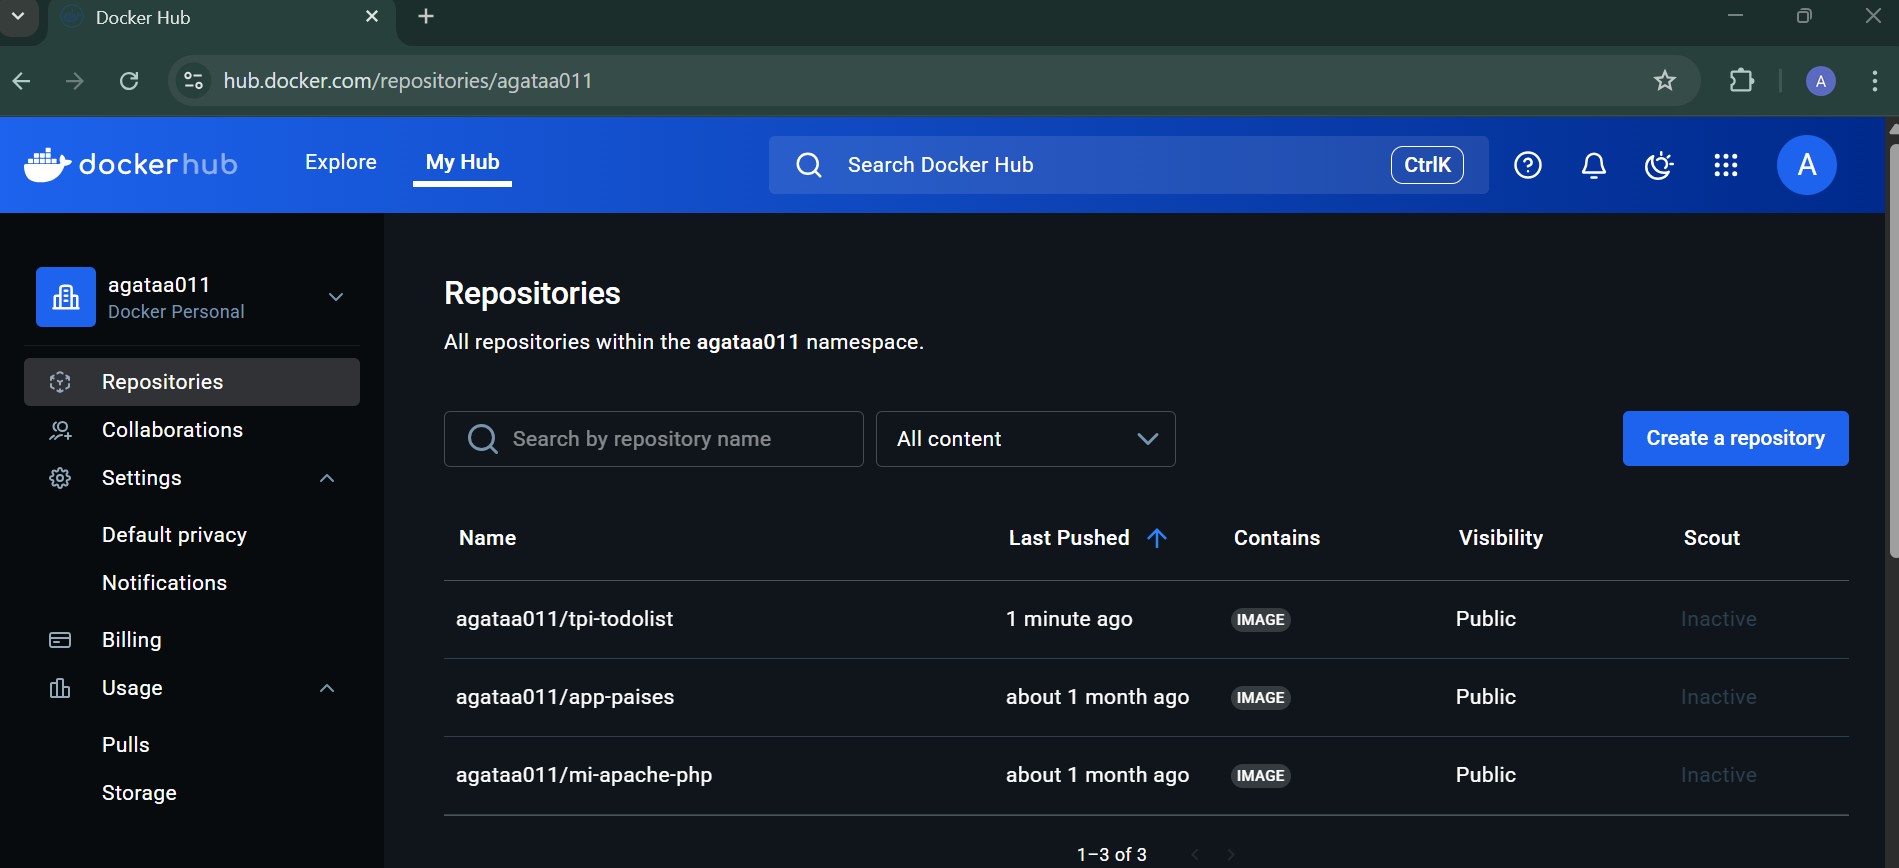 Docker Hub
hub.docker.com/repositories/agataa011
A
dockerhub
Explore
My Hub
Search Docker Hub
CtrlK
A
agataa011
Docker Personal
Repositories
Collaborations
Settings
Default privacy
Notifications
Billing
Usage
Pulls
Storage
Repositories
All repositories within the agataa011 namespace.
Search by repository name
All content
Create a repository
Name Last Pushed Contains Visibility Scout
agataa011/tpi-todolist 1 minute ago IMAGE Public Inactive
agataa011/app-paises about 1 month ago IMAGE Public Inactive
agataa011/mi-apache-php about 1 month ago IMAGE Public Inactive
1–3 of 3